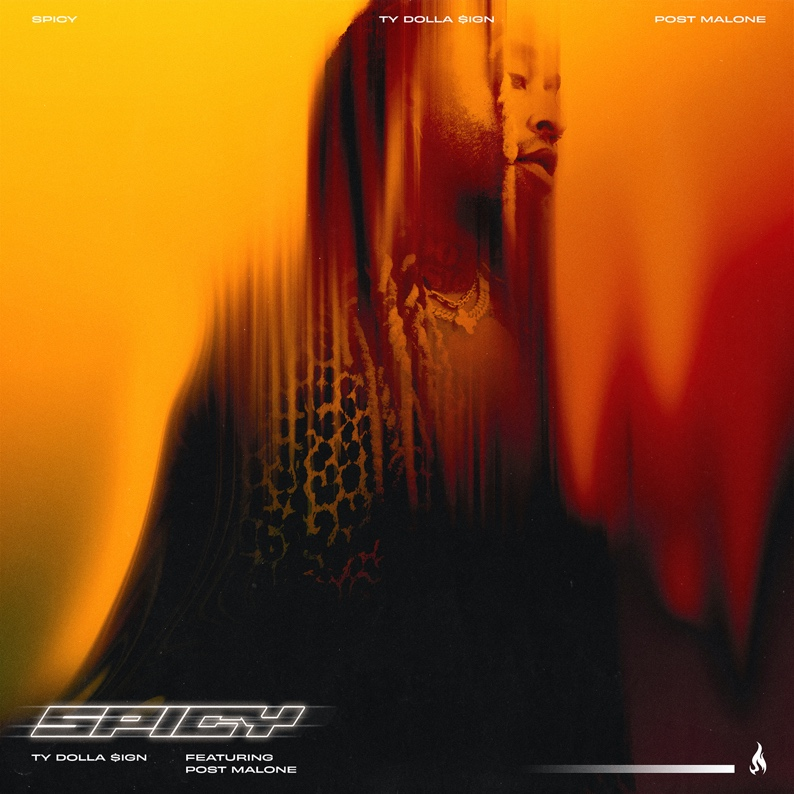 SPICY
TY DOLLA $IGN
POST MALONE
SPICY
TY DOLLA $IGN
FEATURING
POST MALONE